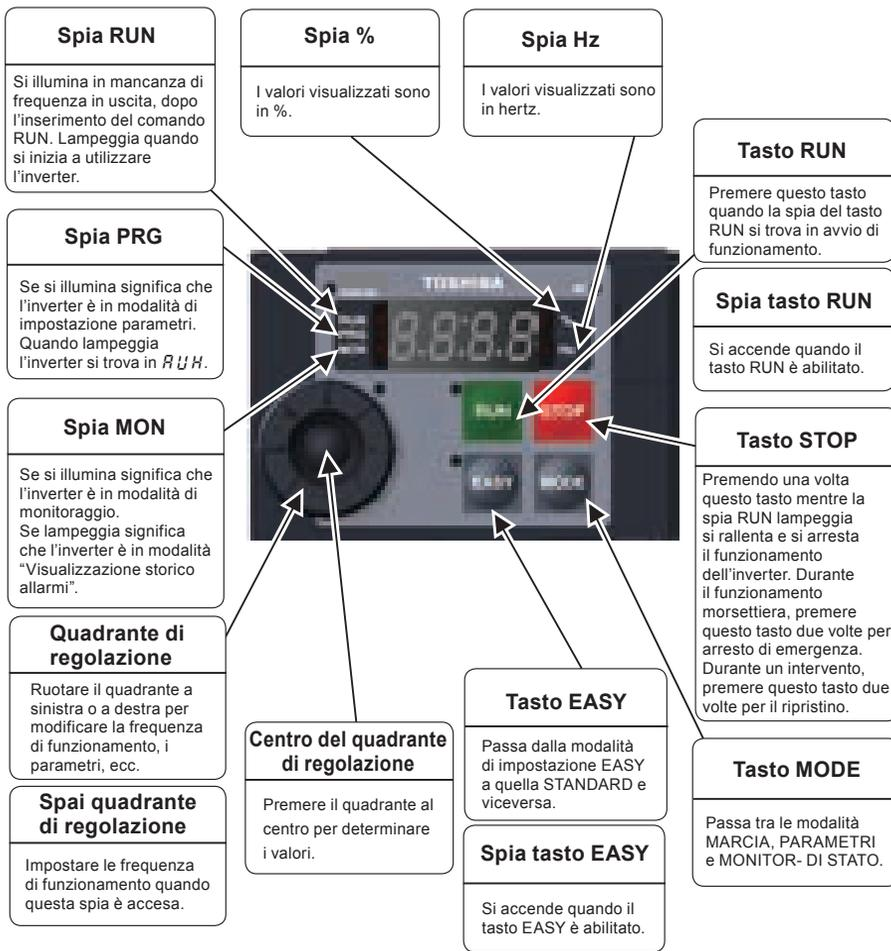 Spia RUN
Si illumina in mancanza di
frequenza in uscita, dopo
l'inserimento del comando
RUN. Lampeggia quando
si inizia a utilizzare
l'inverter.
Spia %
I valori visualizzati sono
in %.
Spia Hz
I valori visualizzati sono
in hertz.
Tasto RUN
Premere questo tasto
quando la spia del tasto
RUN si trova in avvio di
funzionamento.
Spia PRG
Se si illumina significa che
l'inverter è in modalità di
impostazione parametri.
Quando lampeggia
l'inverter si trova in AUH.
Spia tasto RUN
Si accende quando il
tasto RUN è abilitato.
TOSHIBA
8.8.8.8
RUN
STOP
EASY
MODE
Spia MON
Se si illumina significa che
l'inverter è in modalità di
monitoraggio.
Se lampeggia significa
che l'inverter è in modalità
“Visualizzazione storico
allarmi”.
Tasto STOP
Premendo una volta
questo tasto mentre la
spia RUN lampeggia
si rallenta e si arresta
il funzionamento
dell'inverter. Durante
il funzionamento
morsettiera, premere
questo tasto due volte per
arresto di emergenza.
Durante un intervento,
premere questo tasto due
volte per il ripristino.
Quadrante di
regolazione
Ruotare il quadrante a
sinistra o a destra per
modificare la frequenza
di funzionamento, i
parametri, ecc.
Centro del quadrante
di regolazione
Premere il quadrante al
centro per determinare
i valori.
Tasto EASY
Passa dalla modalità
di impostazione EASY
a quella STANDARD e
viceversa.
Tasto MODE
Passa tra le modalità
MARCIA, PARAMETRI
e MONITOR- DI STATO.
Spai quadrante
di regolazione
Impostare le frequenza
di funzionamento quando
questa spia è accesa.
Spia tasto EASY
Si accende quando il
tasto EASY è abilitato.